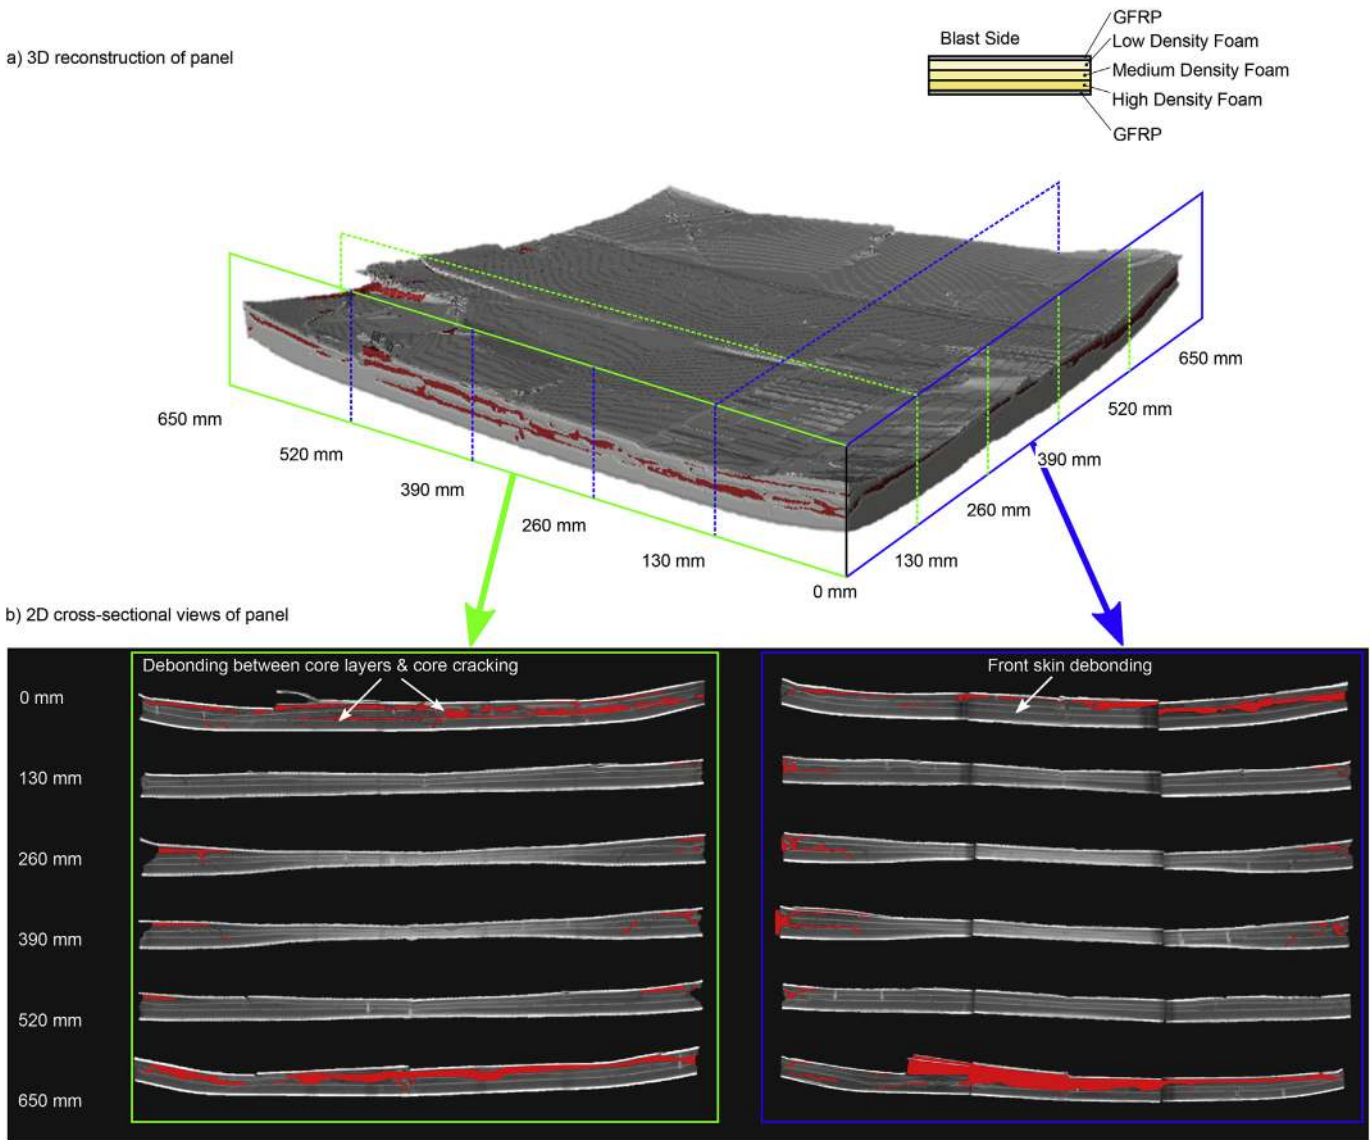 GFRP
Blast Side
Low Density Foam
a) 3D reconstruction of panel
Medium Density Foam
High Density Foam
GFRP
650 mm
520 mm
390 mm
260 mm
130 mm
0 mm
130 mm
260 mm
390 mm
520 mm
650 mm
b) 2D cross-sectional views of panel
Debonding between core layers & core cracking
Front skin debonding
0 mm
130 mm
260 mm
390 mm
520 mm
650 mm